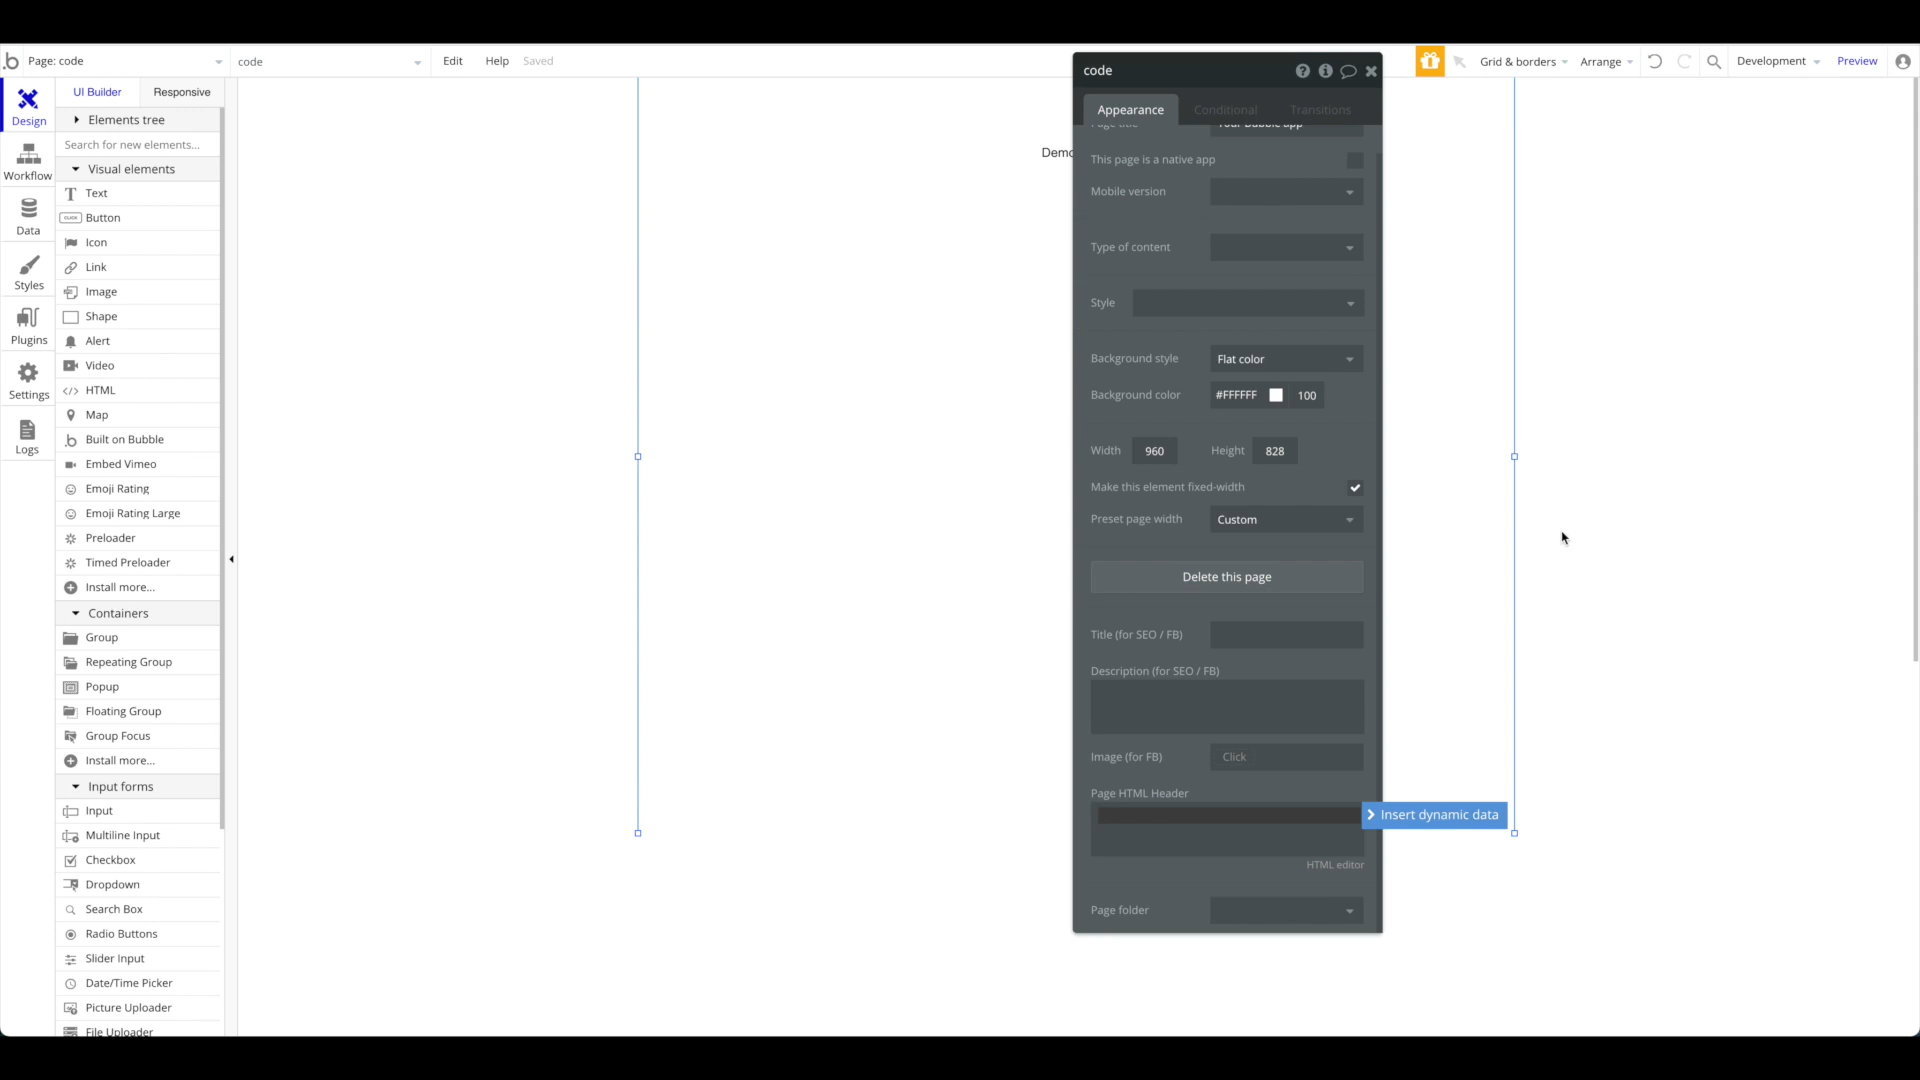 .b Page: code
code
Edit
Help
Saved
Grid & borders
Arrange
Development
Preview
Design
Workflow
Data
Styles
Plugins
Settings
Logs
UI Builder
Responsive
Elements tree
Search for new elements...
Visual elements
Text
CLICK
Button
Icon
Link
Image
Shape
Alert
Video
HTML
Map
Built on Bubble
Embed Vimeo
Emoji Rating
Emoji Rating Large
Preloader
Timed Preloader
Install more...
Containers
Group
Repeating Group
Popup
Floating Group
Group Focus
Install more...
Input forms
Input
Multiline Input
Checkbox
Dropdown
Search Box
Radio Buttons
Slider Input
Date/Time Picker
Picture Uploader
File Uploader
Demo
code
Appearance
Conditional
Transitions
Page title
Your Bubble app
This page is a native app
Mobile version
Type of content
Style
Background style
Flat color
Background color
#FFFFFF
100
Width
960
Height
828
Make this element fixed-width
Preset page width
Custom
Delete this page
Title (for SEO / FB)
Description (for SEO / FB)
Image (for FB)
Click
Page HTML Header
Insert dynamic data
HTML editor
Page folder